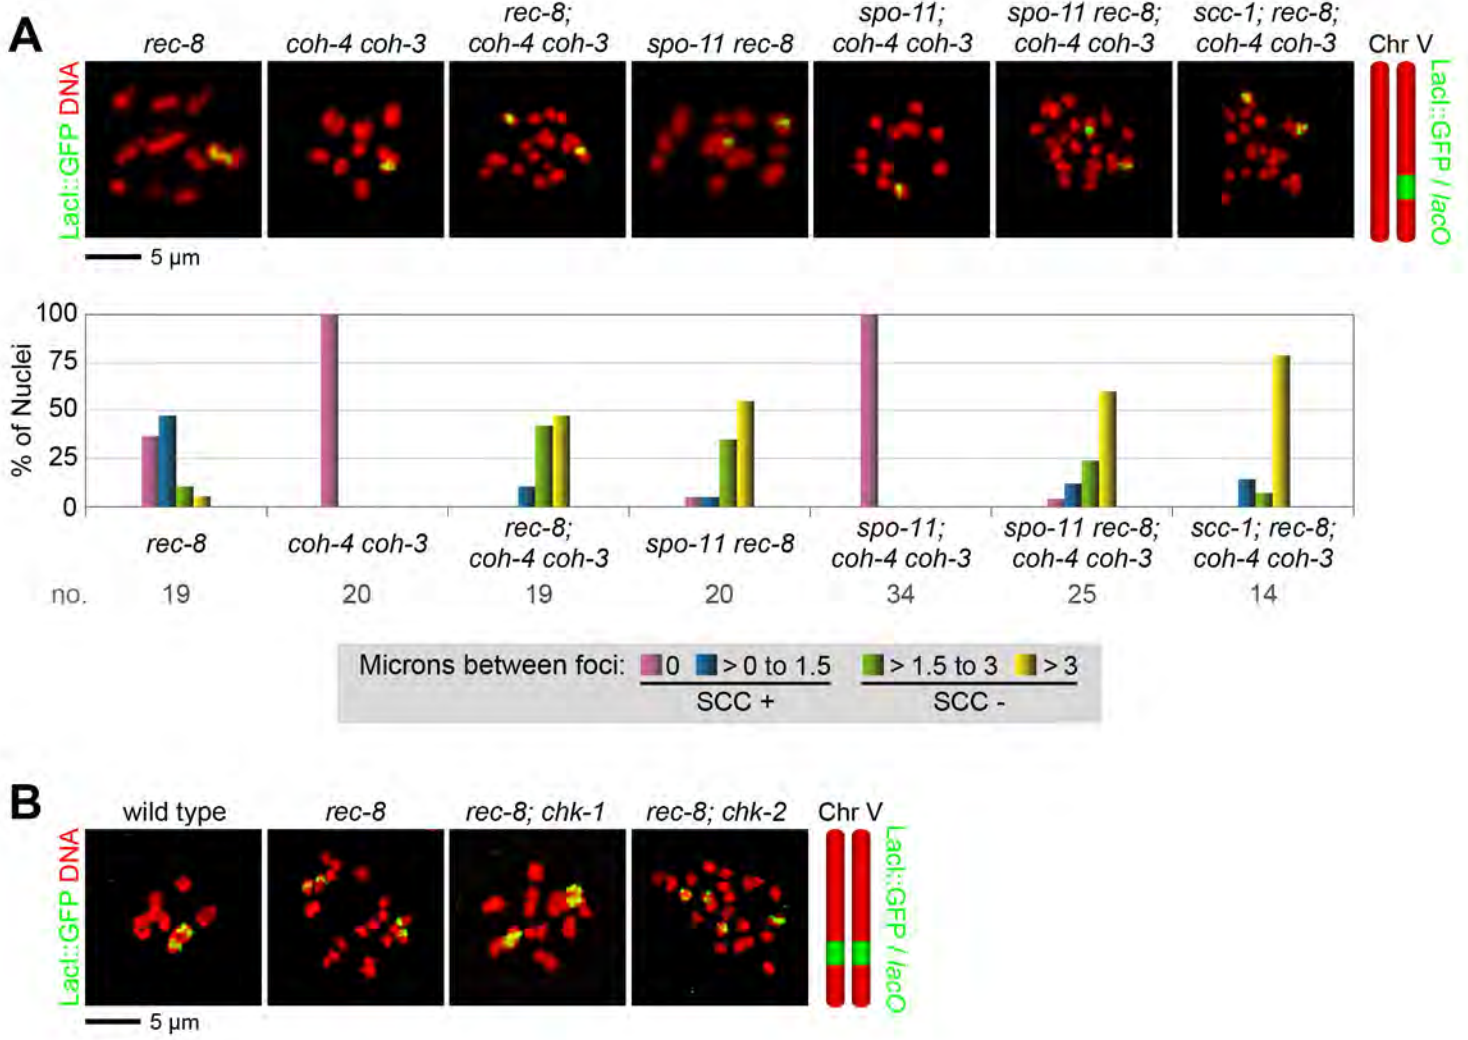 A
rec-8
coh-4 coh-3
rec-8;
coh-4 coh-3
spo-11 rec-8
spo-11;
coh-4 coh-3
spo-11 rec-8;
coh-4 coh-3
scc-1; rec-8;
coh-4 coh-3
Chr V
LacI::GFP DNA
LacI::GFP / lacO
5 µm
% of Nuclei
100
75
50
25
0
rec-8
coh-4 coh-3
rec-8;
coh-4 coh-3
spo-11 rec-8
spo-11;
coh-4 coh-3
spo-11 rec-8;
coh-4 coh-3
scc-1; rec-8;
coh-4 coh-3
no. 19 20 19 20 34 25 14
Microns between foci: 0 > 0 to 1.5 > 1.5 to 3 > 3
SCC + SCC -
B
wild type
rec-8
rec-8; chk-1
rec-8; chk-2
Chr V
LacI::GFP DNA
LacI::GFP / lacO
5 µm